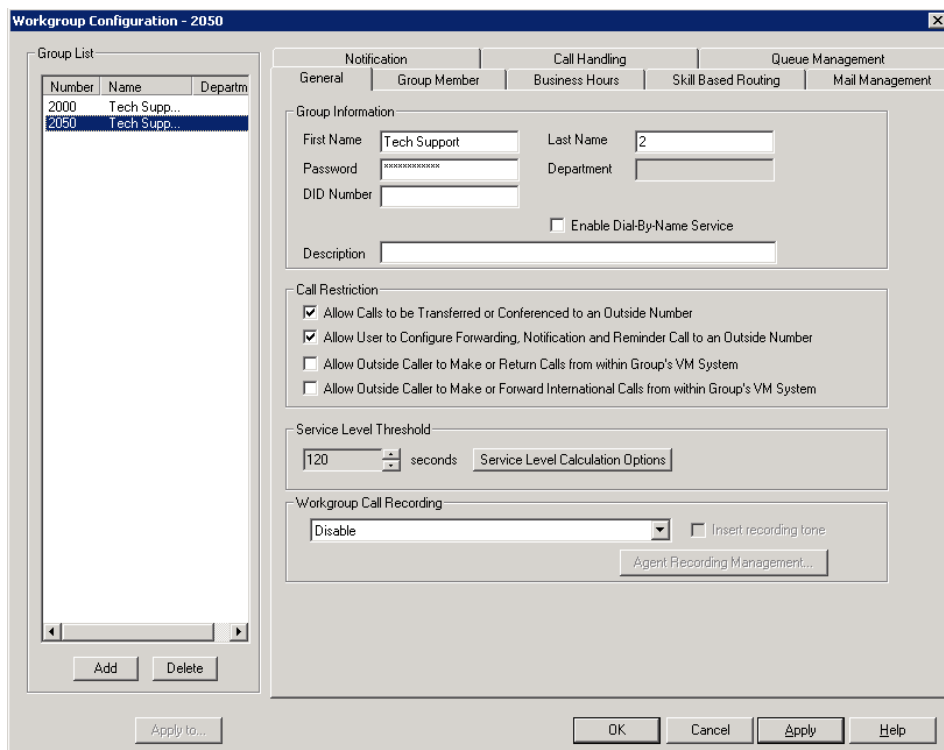 Workgroup Configuration - 2050
Group List
Number Name Departm
2000 Tech Supp...
2050 Tech Supp...
Add Delete
Apply to...
Notification Call Handling Queue Management
General Group Member Business Hours Skill Based Routing Mail Management
Group Information
First Name Tech Support Last Name 2
Password ************ Department
DID Number
Enable Dial-By-Name Service
Description
Call Restriction
Allow Calls to be Transferred or Conferenced to an Outside Number
Allow User to Configure Forwarding, Notification and Reminder Call to an Outside Number
Allow Outside Caller to Make or Return Calls from within Group's VM System
Allow Outside Caller to Make or Forward International Calls from within Group's VM System
Service Level Threshold
120 seconds Service Level Calculation Options
Workgroup Call Recording
Disable Insert recording tone
Agent Recording Management...
OK Cancel Apply Help